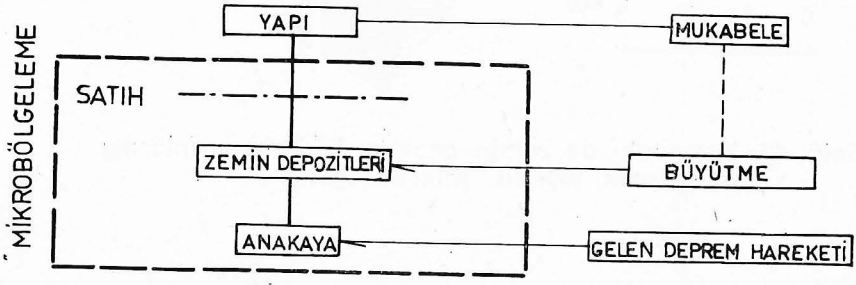 YAPI
MUKABELE
MİKROBÖLGELEME
SATIH
ZEMİN DEPOZİTLERİ
BÜYÜTME
ANAKAYA
GELEN DEPREM HAREKETİ